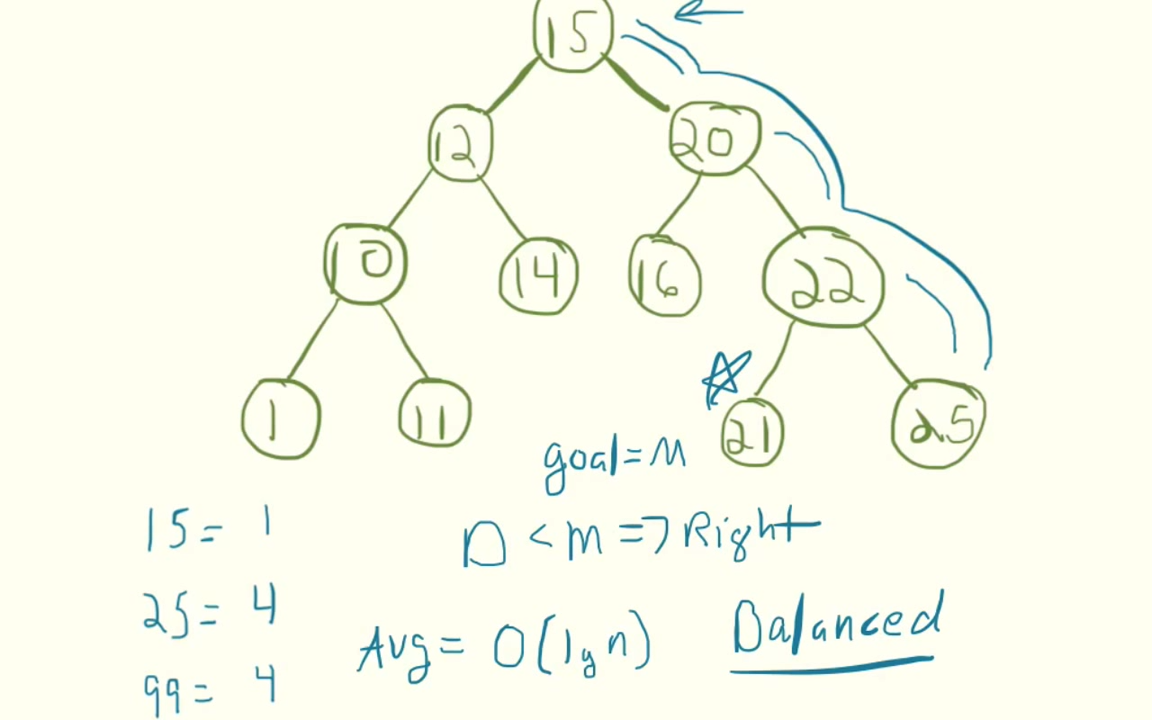 15
12 20
10 14 16 22
1 11 21 25
goal = M
15 = 1
n < m => Right
25 = 4
Avg = O(lgn)
Balanced
99 = 4